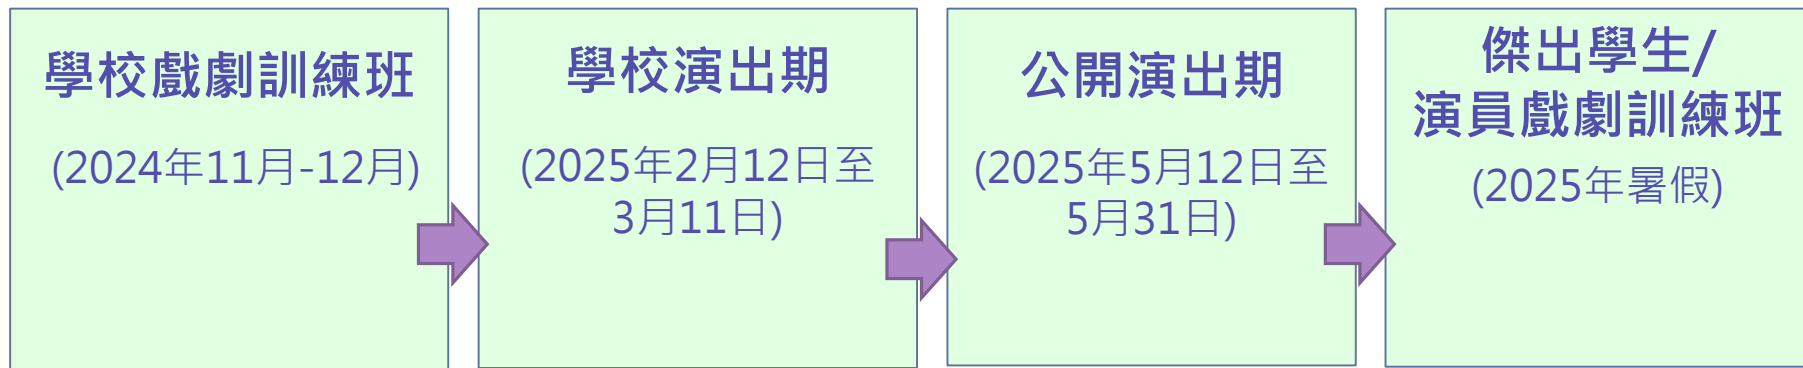 學校戲劇訓練班
(2024年11月-12月)
學校演出期
(2025年2月12日至
3月11日)
公開演出期
(2025年5月12日至
5月31日)
傑出學生/
演員戲劇訓練班
(2025年暑假)